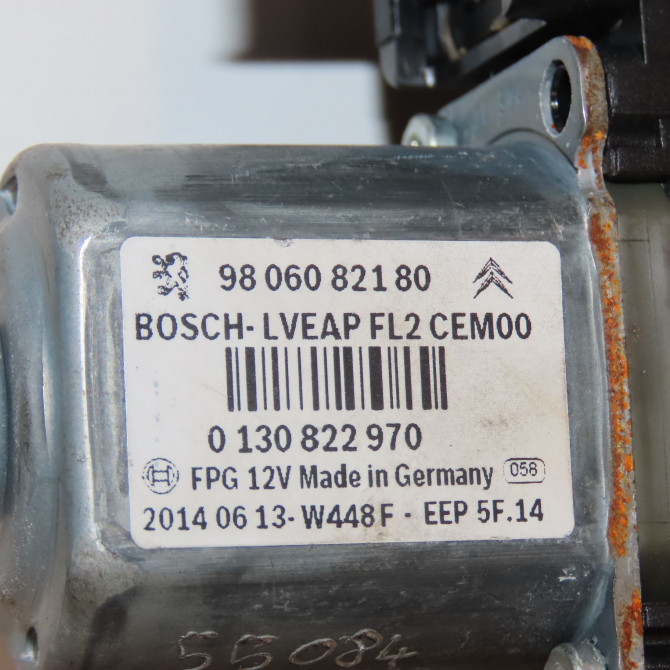 98 060 821 80
BOSCH- LVEAP FL2 CEM00
0 130 822 970
FPG 12V Made in Germany 058
2014 06 13- W448F - EEP 5F.14
55084